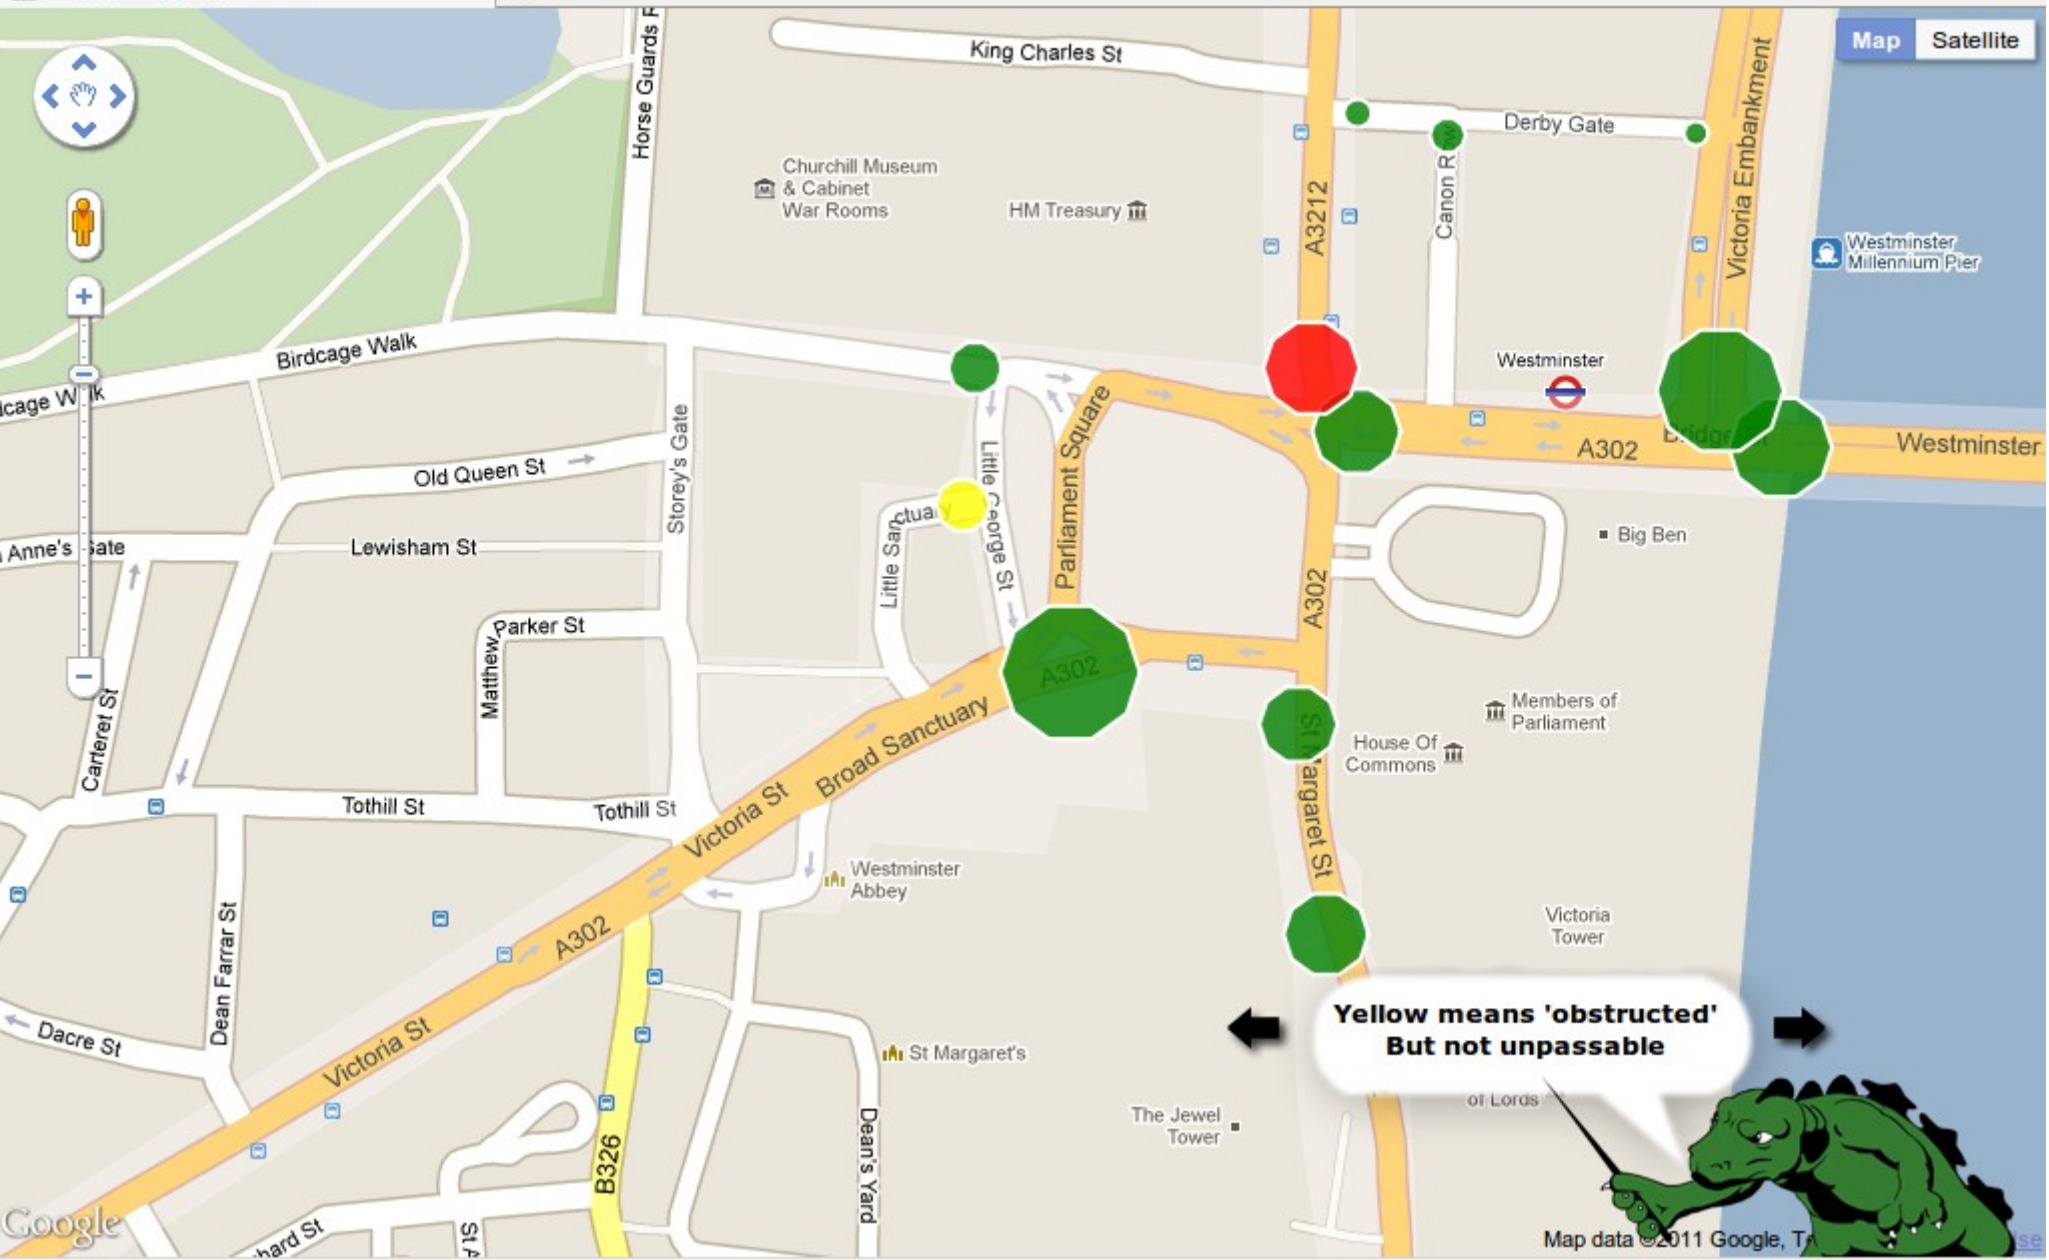 King Charles St
Map
Satellite
Horse Guards
Derby Gate
Victoria Embankment
Churchill Museum
& Cabinet
War Rooms
HM Treasury
A3212
Canon Row
Westminster
Millennium Pier
Birdcage Walk
Westminster
A302
Westminster
Old Queen St
Storey's Gate
Little George St
Parliament Square
Little Sanctuary
Anne's Gate
Lewisham St
Big Ben
A302
Parker St
Matthew
A302
Members of
Parliament
House Of
Commons
St Margaret St
Carteret St
Broad Sanctuary
Victoria St
Tothill St
Tothill St
Westminster
Abbey
Victoria
Tower
A302
Dean Farrar St
Yellow means 'obstructed'
But not unpassable
Dacre St
Victoria St
St Margaret's
of Lords
The Jewel
Tower
B326
Dean's Yard
Google
Map data ©2011 Google,